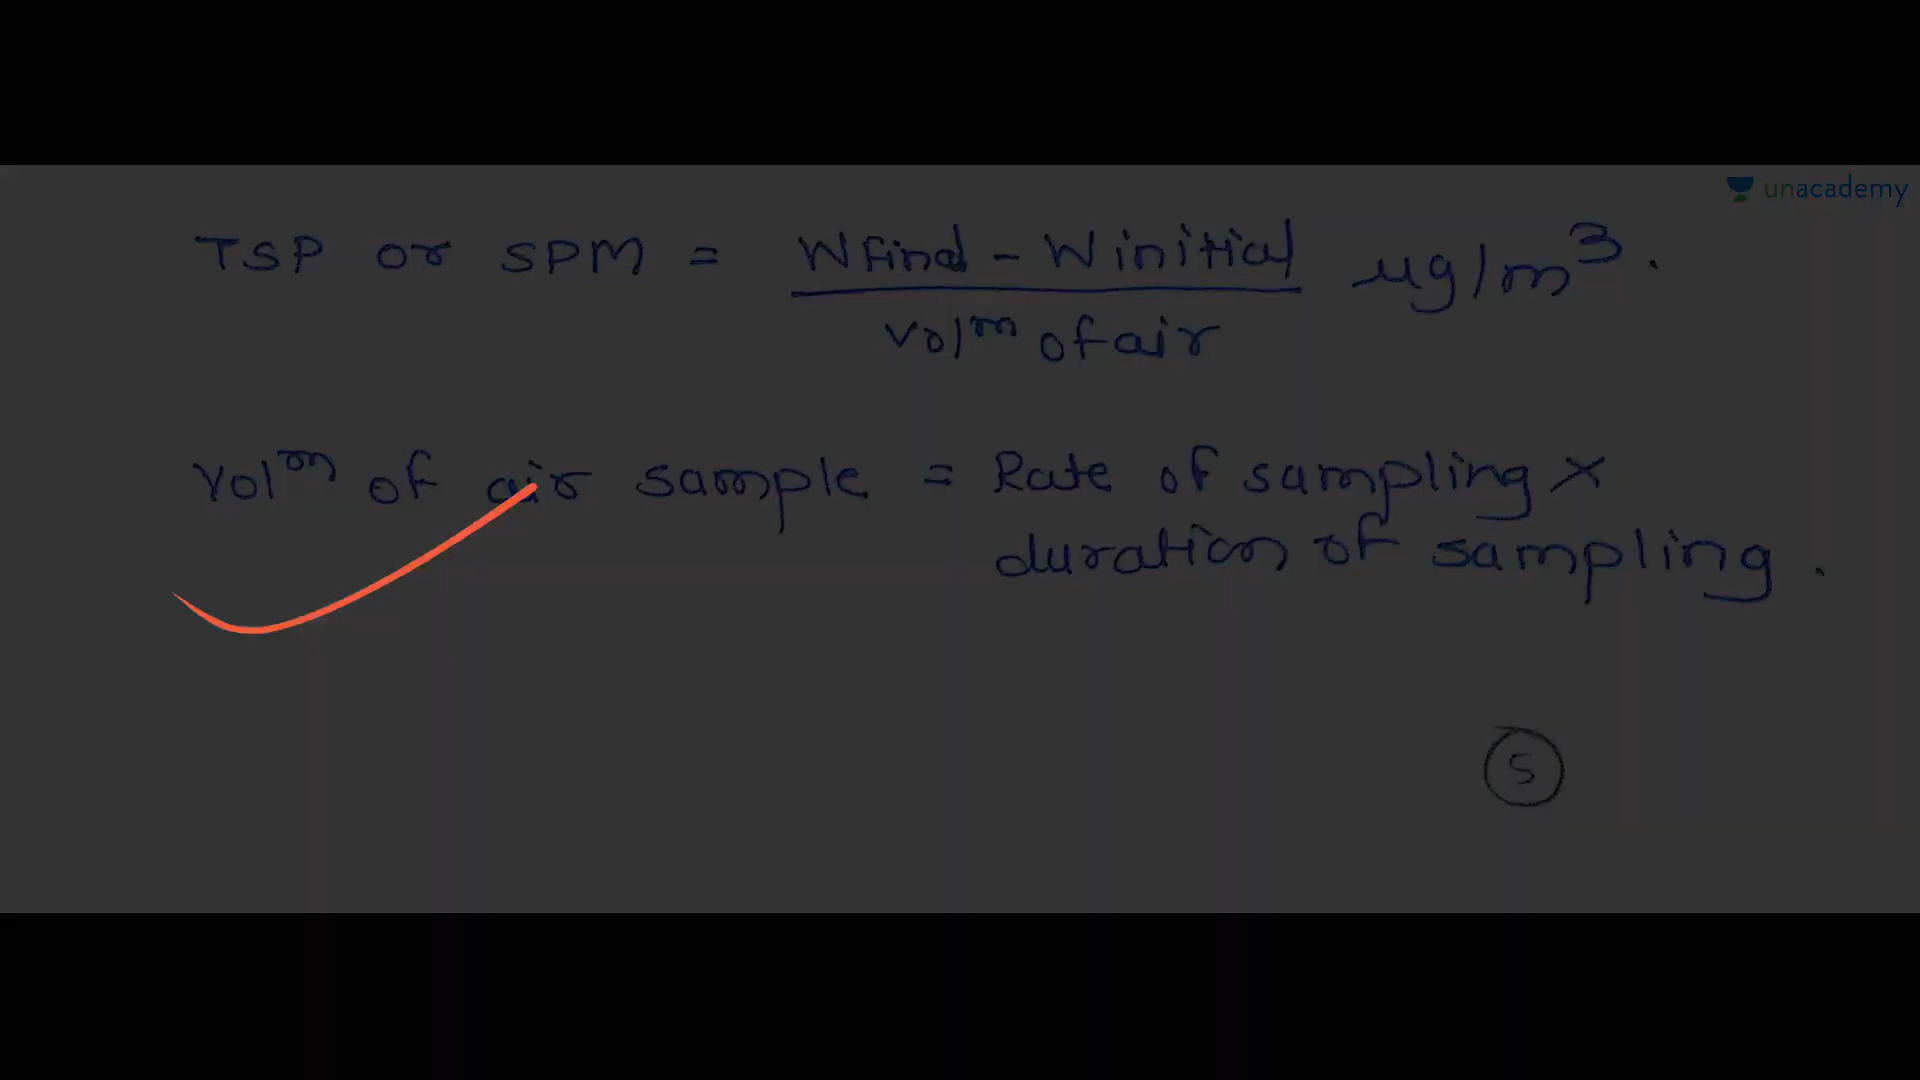 unacademy
TSP or SPM = Wfinal - Winitial / Volm of air µg/m³.
Volm of air sample = Rate of sampling ×
duration of sampling.
5